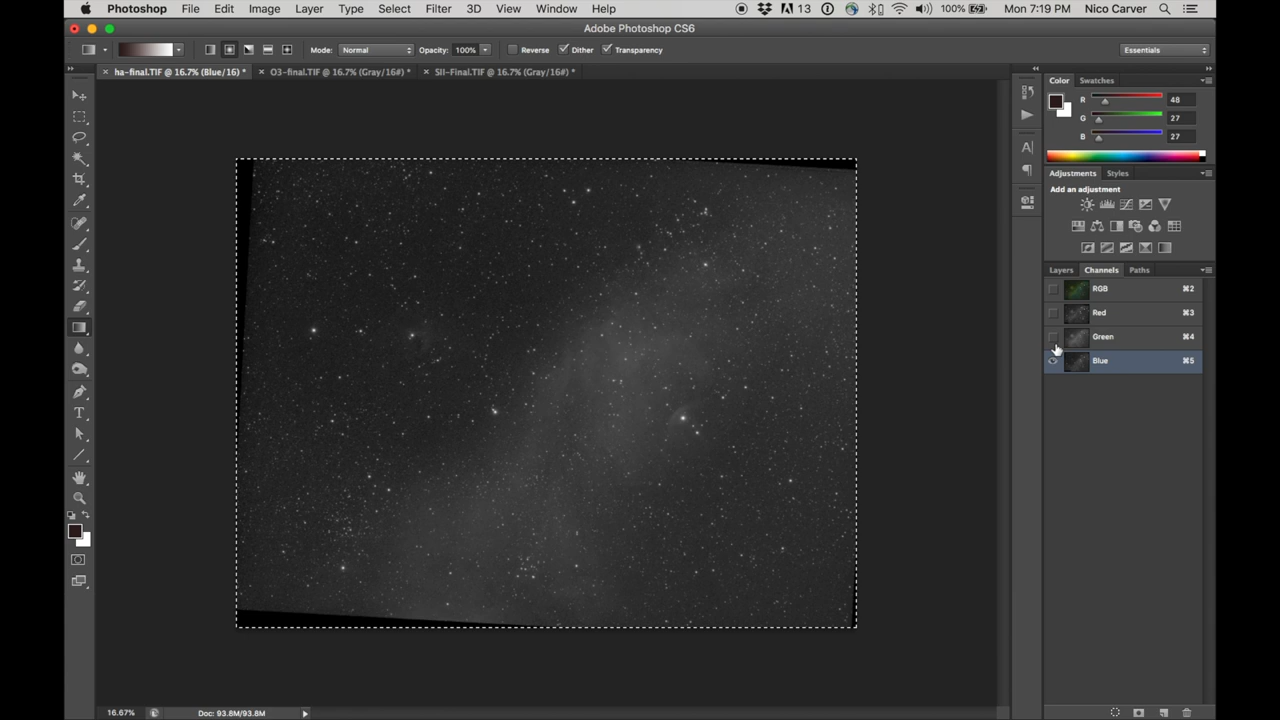 Photoshop File Edit Image Layer Type Select Filter 3D View Window Help 13 100% Mon 7:19 PM Nico Carver
Adobe Photoshop CS6
Mode: Normal Opacity: 100% Reverse Dither Transparency Essentials
ha-final.TIF @ 16.7% (Blue/16) * O3-final.TIF @ 16.7% (Gray/16#) * SII-Final.TIF @ 16.7% (Gray/16#) *
Color Swatches
R 48
G 27
B 27
Adjustments Styles
Add an adjustment
Layers Channels Paths
RGB ⌘2
Red ⌘3
Green ⌘4
Blue ⌘5
16.67% Doc: 93.8M/93.8M